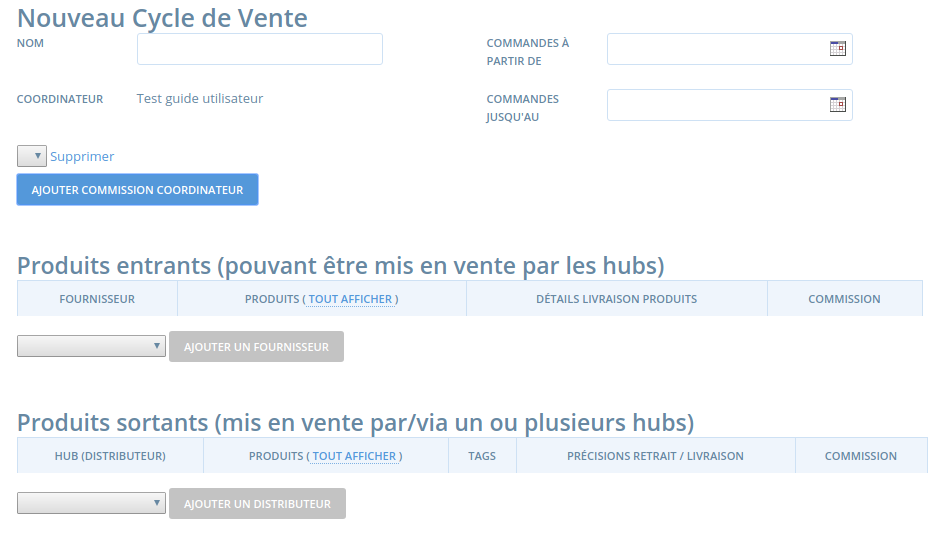 Nouveau Cycle de Vente
NOM
COMMANDES À
PARTIR DE
COORDINATEUR
Test guide utilisateur
COMMANDES
JUSQU'AU
Supprimer
AJOUTER COMMISSION COORDINATEUR
Produits entrants (pouvant être mis en vente par les hubs)
FOURNISSEUR
PRODUITS ( TOUT AFFICHER )
DÉTAILS LIVRAISON PRODUITS
COMMISSION
AJOUTER UN FOURNISSEUR
Produits sortants (mis en vente par/via un ou plusieurs hubs)
HUB (DISTRIBUTEUR)
PRODUITS ( TOUT AFFICHER )
TAGS
PRÉCISIONS RETRAIT / LIVRAISON
COMMISSION
AJOUTER UN DISTRIBUTEUR